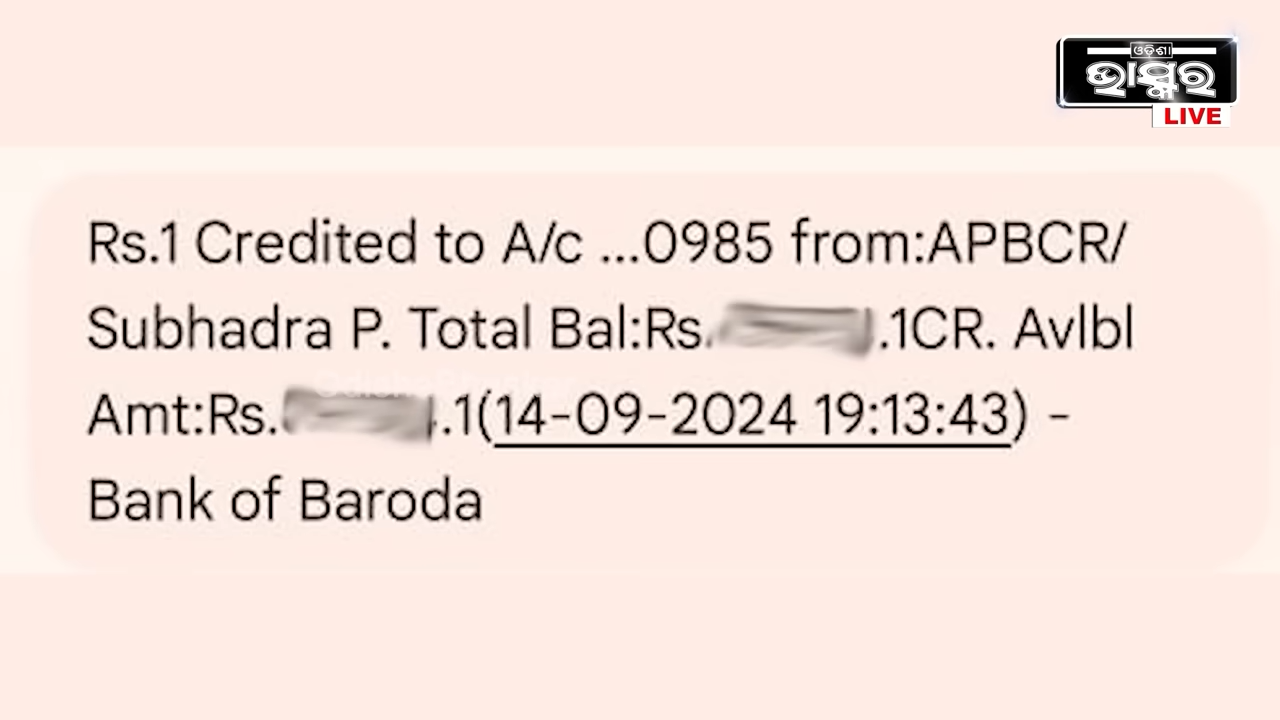 ଓଡ଼ିଶା
ଭାସ୍କର
LIVE
Rs.1 Credited to A/c ...0985 from:APBCR/
Subhadra P. Total Bal:Rs. .1CR. Avlbl
Amt:Rs. .1(14-09-2024 19:13:43) -
Bank of Baroda